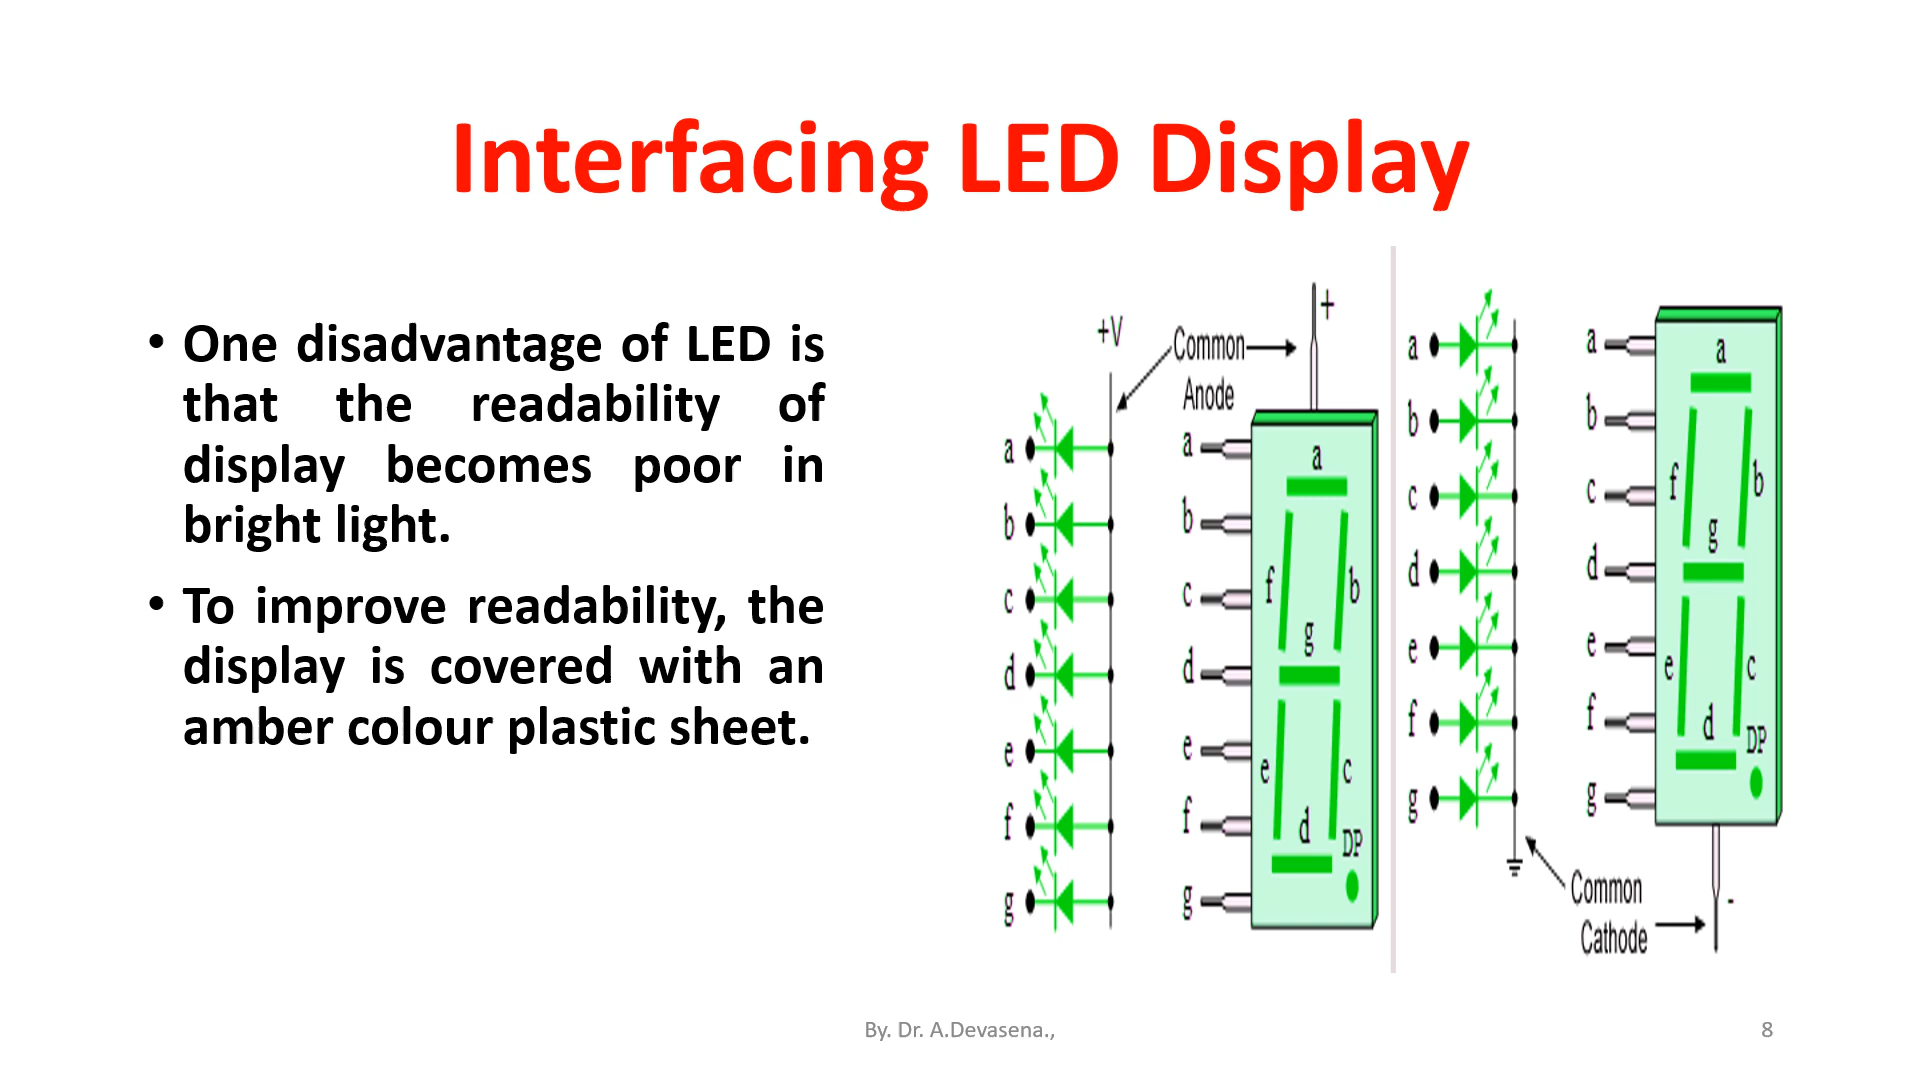 Interfacing LED Display
• One disadvantage of LED is
that the readability of
display becomes poor in
bright light.
• To improve readability, the
display is covered with an
amber colour plastic sheet.
+V
Common
Anode
+
a
b
c
d
e
f
g
a
b
c
d
e
f
g
a
f
b
g
e
c
d
DP
a
b
c
d
e
f
g
a
b
c
d
e
f
g
a
f
b
g
e
c
d
DP
Common
Cathode
-
By. Dr. A.Devasena.,
8